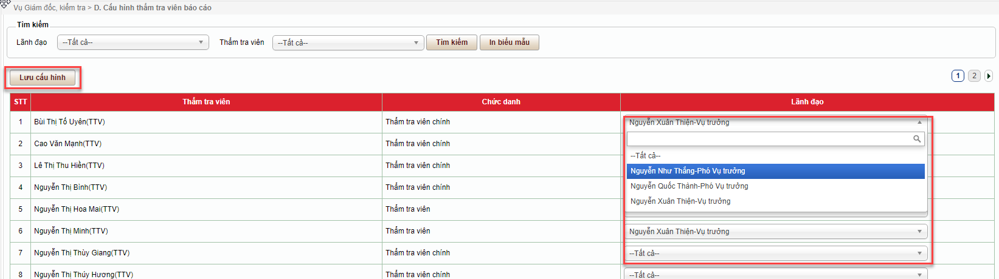 Vụ Giám đốc, kiểm tra > D. Cấu hình thẩm tra viên báo cáo
Tìm kiếm
Lãnh đạo --Tất cả-- Thẩm tra viên --Tất cả-- Tìm kiếm In biểu mẫu
Lưu cấu hình 1 2
STT Thẩm tra viên Chức danh Lãnh đạo
1 Bùi Thị Tố Uyên(TTV) Thẩm tra viên chính Nguyễn Xuân Thiện-Vụ trưởng
2 Cao Văn Mạnh(TTV) Thẩm tra viên chính
--Tất cả--
3 Lê Thị Thu Hiền(TTV) Thẩm tra viên chính
Nguyễn Như Thắng-Phó Vụ trưởng
4 Nguyễn Thị Bình(TTV) Thẩm tra viên chính Nguyễn Quốc Thành-Phó Vụ trưởng
Nguyễn Xuân Thiện-Vụ trưởng
5 Nguyễn Thị Hoa Mai(TTV) Thẩm tra viên
6 Nguyễn Thị Minh(TTV) Thẩm tra viên Nguyễn Xuân Thiện-Vụ trưởng
7 Nguyễn Thị Thùy Giang(TTV) Thẩm tra viên chính --Tất cả--
8 Nguyễn Thị Thúy Hương(TTV) Thẩm tra viên chính --Tất cả--